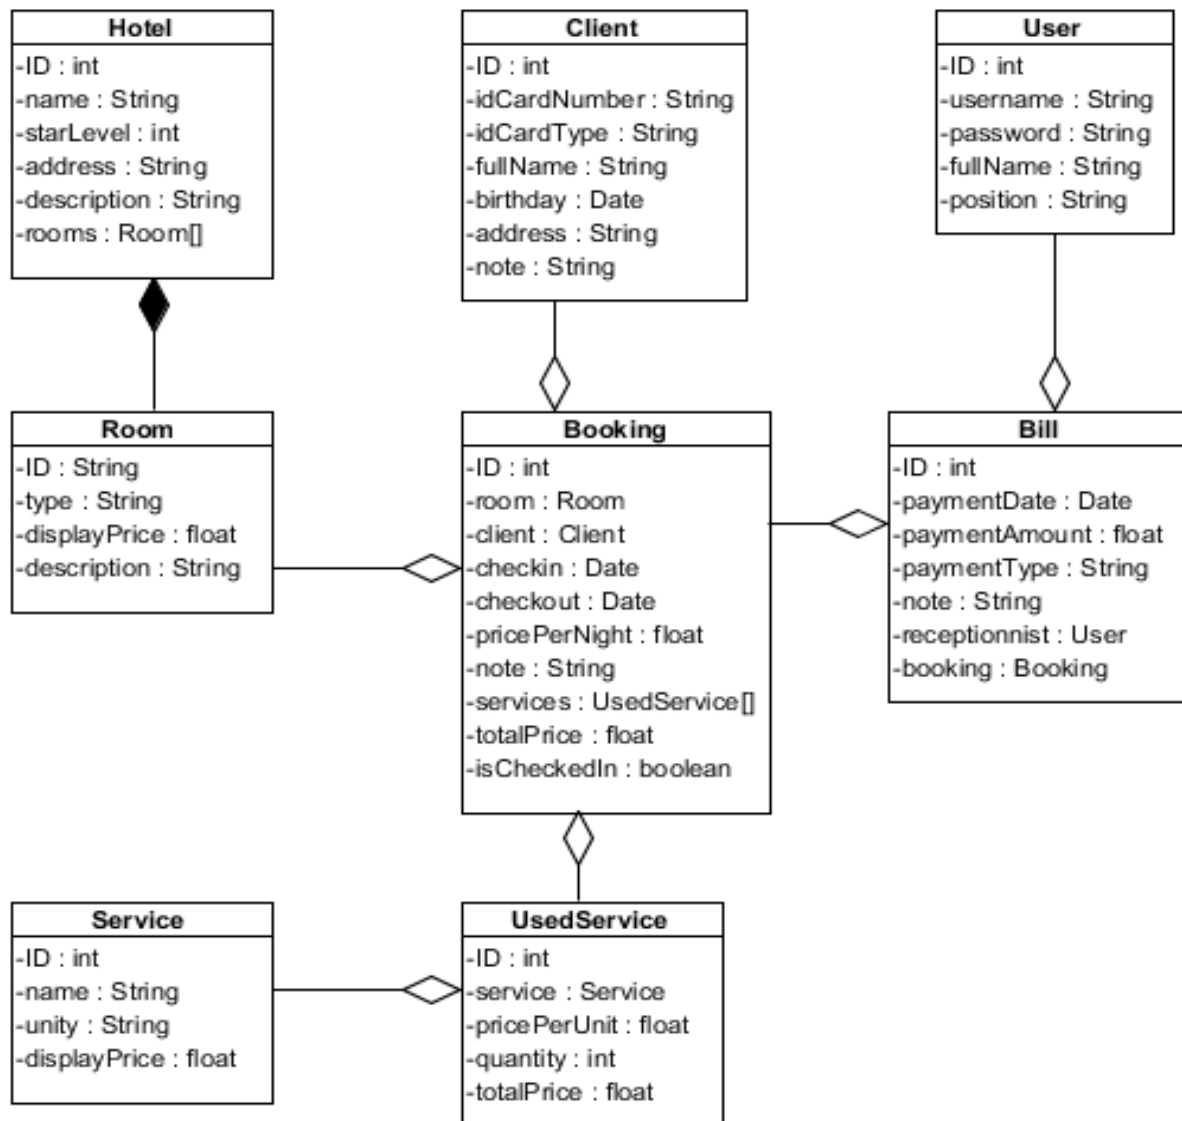 Hotel
-ID : int
-name : String
-starLevel : int
-address : String
-description : String
-rooms : Room[]
Client
-ID : int
-idCardNumber : String
-idCardType : String
-fullName : String
-birthday : Date
-address : String
-note : String
User
-ID : int
-username : String
-password : String
-fullName : String
-position : String
Room
-ID : String
-type : String
-displayPrice : float
-description : String
Booking
-ID : int
-room : Room
-client : Client
-checkin : Date
-checkout : Date
-pricePerNight : float
-note : String
-services : UsedService[]
-totalPrice : float
-isCheckedIn : boolean
Bill
-ID : int
-paymentDate : Date
-paymentAmount : float
-paymentType : String
-note : String
-receptionnist : User
-booking : Booking
Service
-ID : int
-name : String
-unity : String
-displayPrice : float
UsedService
-ID : int
-service : Service
-pricePerUnit : float
-quantity : int
-totalPrice : float